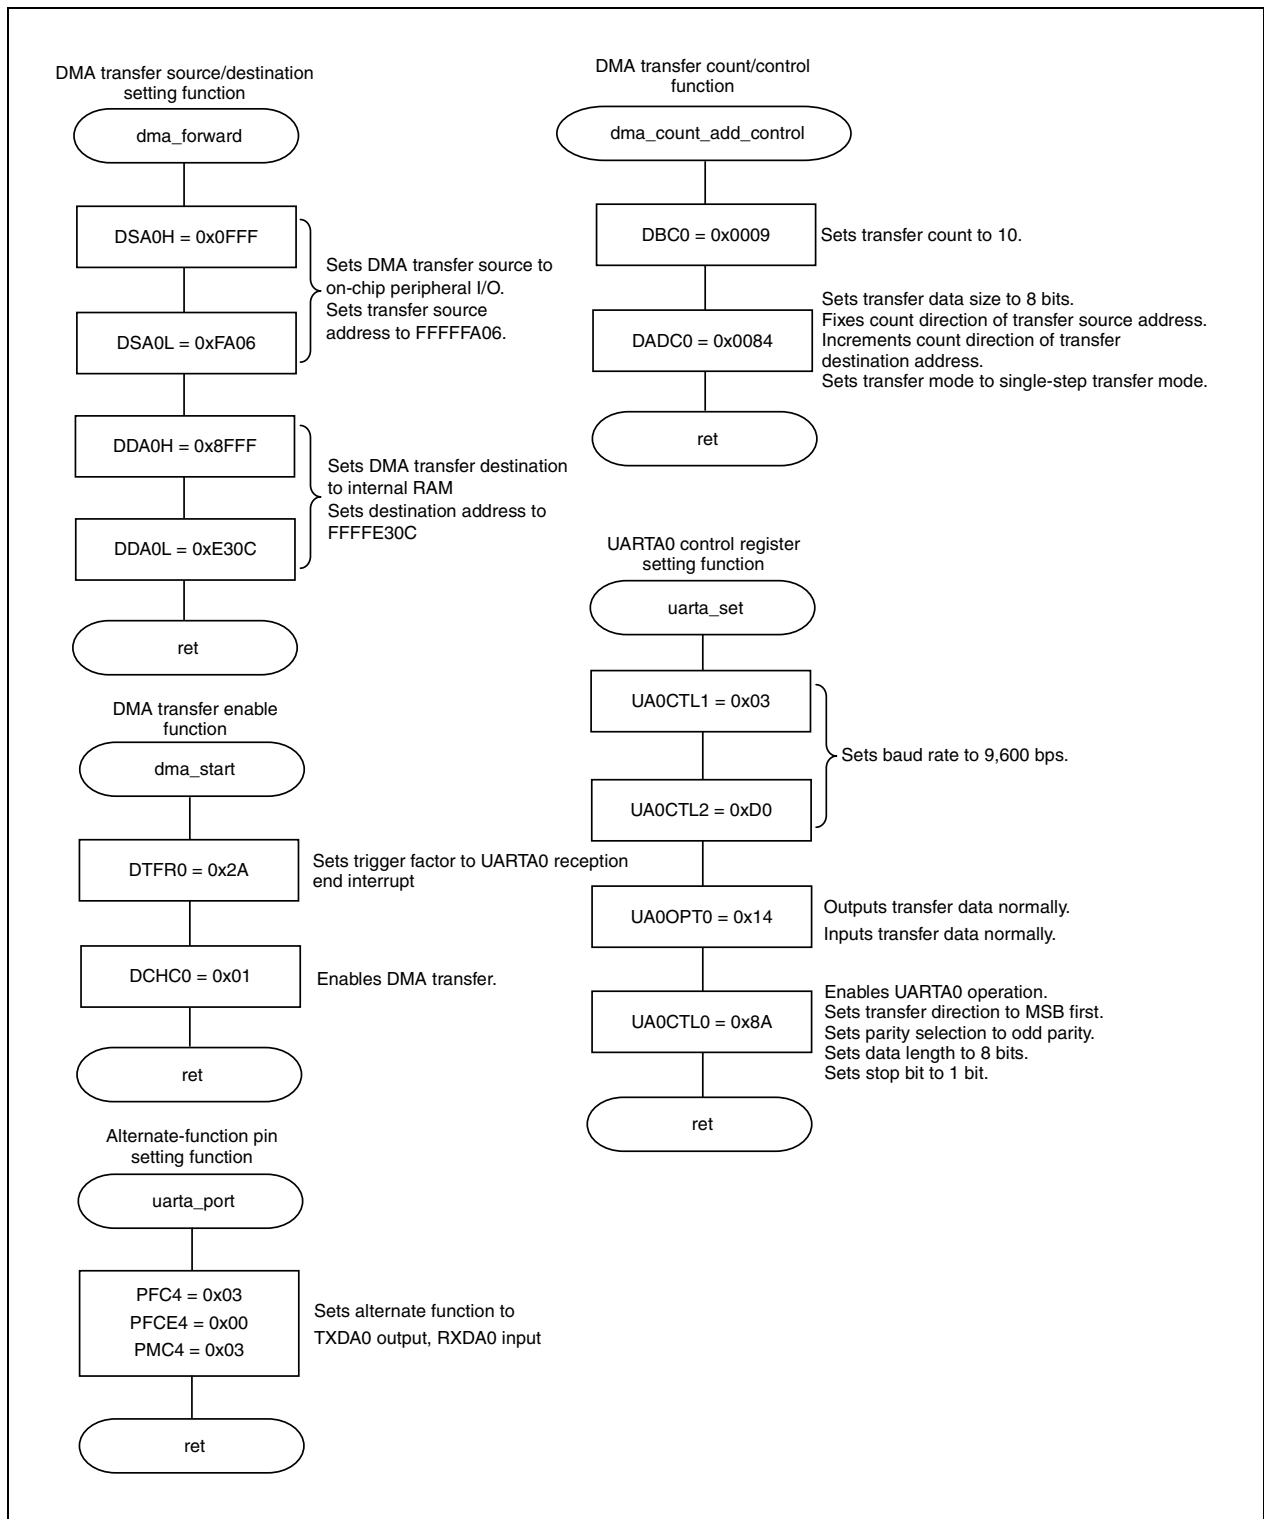 DMA transfer source/destination
setting function
dma_forward
DSA0H = 0x0FFF
DSA0L = 0xFA06
Sets DMA transfer source to
on-chip peripheral I/O.
Sets transfer source
address to FFFFFA06.
DDA0H = 0x8FFF
DDA0L = 0xE30C
Sets DMA transfer destination
to internal RAM
Sets destination address to
FFFFE30C
ret
DMA transfer enable
function
dma_start
DTFR0 = 0x2A
Sets trigger factor to UARTA0 reception
end interrupt
DCHC0 = 0x01
Enables DMA transfer.
ret
Alternate-function pin
setting function
uarta_port
PFC4 = 0x03
PFCE4 = 0x00
PMC4 = 0x03
Sets alternate function to
TXDA0 output, RXDA0 input
ret
DMA transfer count/control
function
dma_count_add_control
DBC0 = 0x0009
Sets transfer count to 10.
DADC0 = 0x0084
Sets transfer data size to 8 bits.
Fixes count direction of transfer source address.
Increments count direction of transfer
destination address.
Sets transfer mode to single-step transfer mode.
ret
UARTA0 control register
setting function
uarta_set
UA0CTL1 = 0x03
UA0CTL2 = 0xD0
Sets baud rate to 9,600 bps.
UA0OPT0 = 0x14
Outputs transfer data normally.
Inputs transfer data normally.
UA0CTL0 = 0x8A
Enables UARTA0 operation.
Sets transfer direction to MSB first.
Sets parity selection to odd parity.
Sets data length to 8 bits.
Sets stop bit to 1 bit.
ret